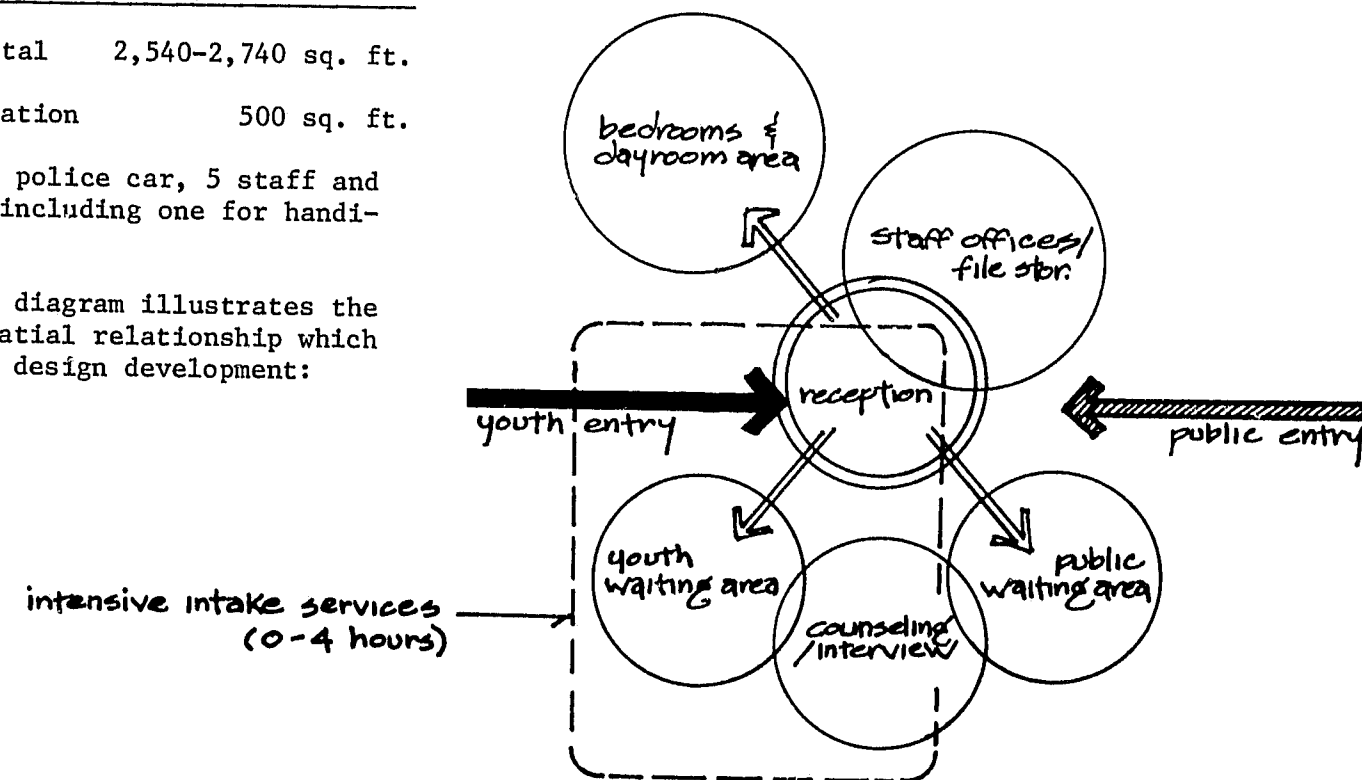 tal 2,540-2,740 sq. ft.
ation 500 sq. ft.
police car, 5 staff and
including one for handi-
diagram illustrates the
atial relationship which
design development:
bedrooms &
dayroom area
staff offices/
file stor.
reception
youth entry
public entry
youth
waiting area
public
waiting area
counseling
/interview
intensive intake services
(0-4 hours)